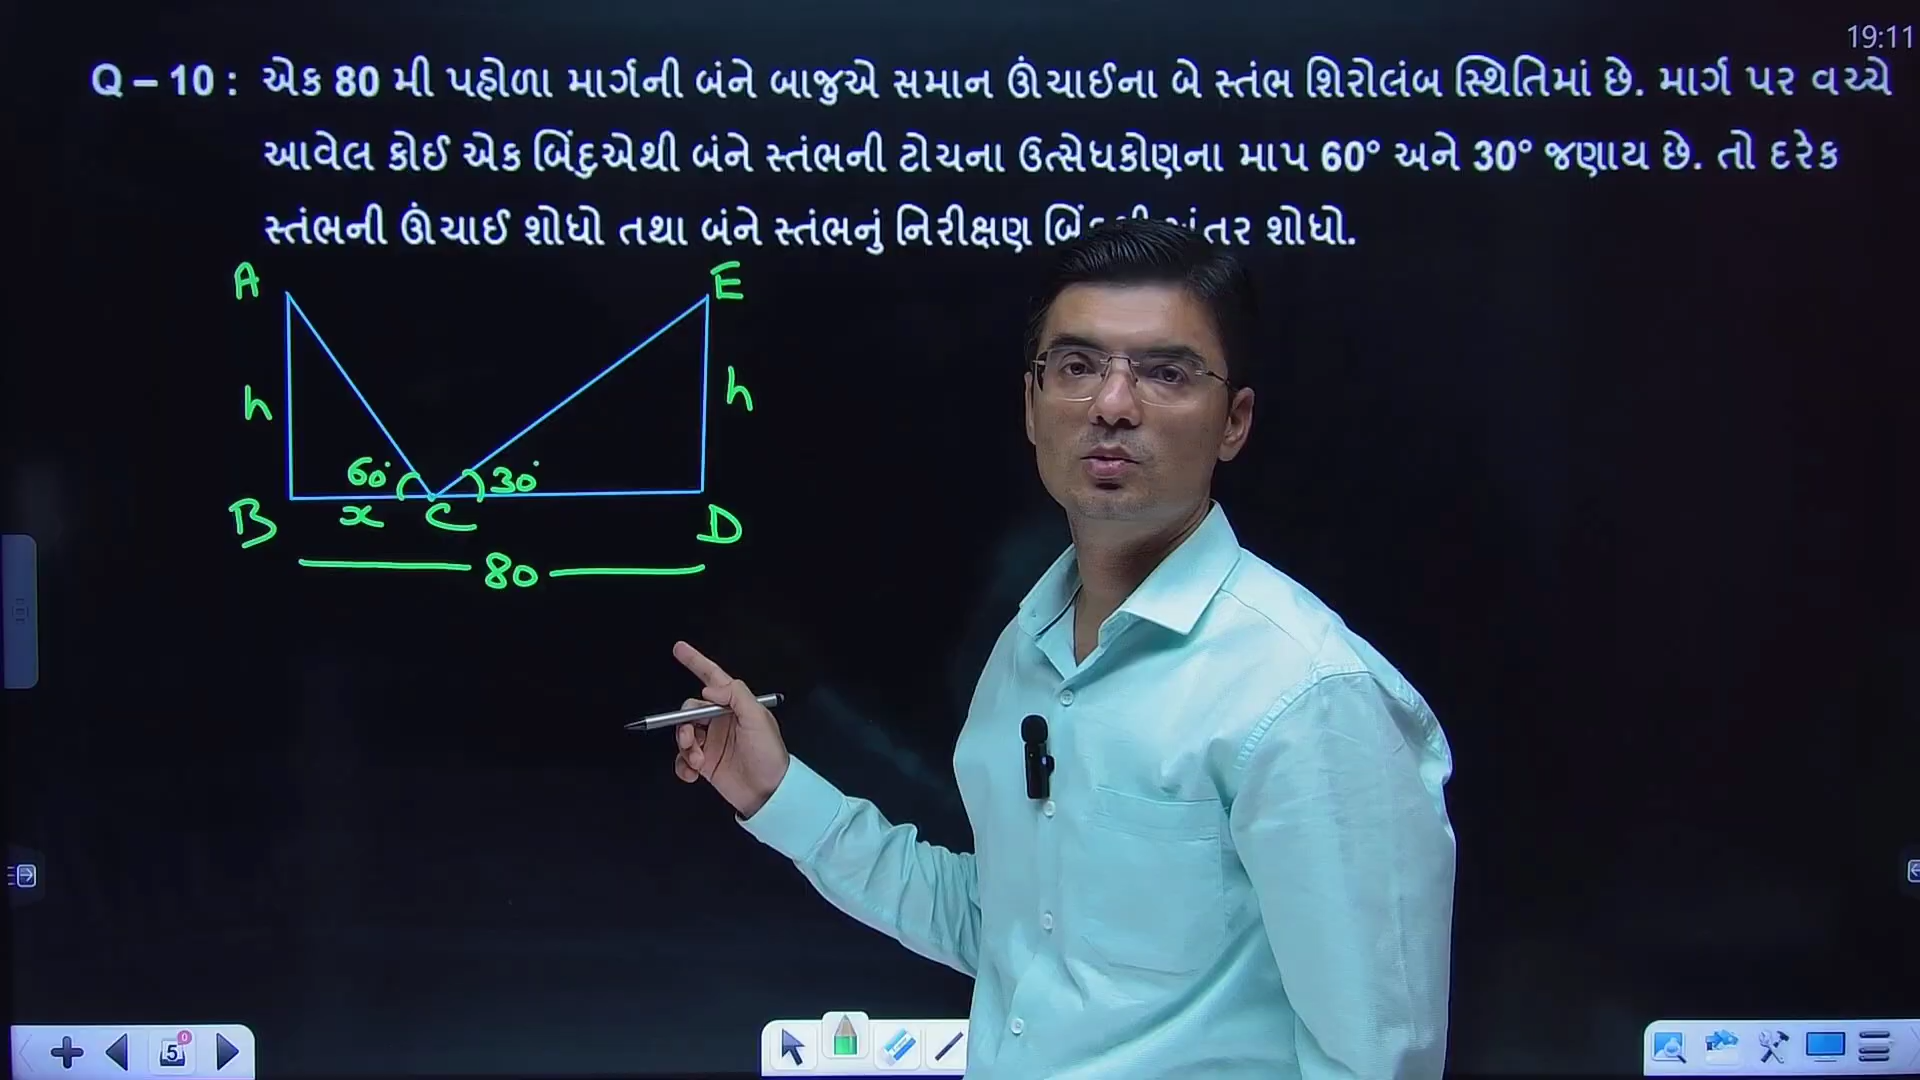 19:11
Q – 10 : એક 80 મી પહોળા માર્ગની બંને બાજુએ સમાન ઊંચાઈના બે સ્તંભ શિરોલંબ સ્થિતિમાં છે. માર્ગ પર વચ્ચે
આવેલ કોઈ એક બિંદુએથી બંને સ્તંભની ટોચના ઉત્સેધકોણના માપ 60° અને 30° જણાય છે. તો દરેક
સ્તંભની ઊંચાઈ શોધો તથા બંને સ્તંભનું નિરીક્ષણ શોધો.
A E
h h
60° 30°
B x C D
80
5 0